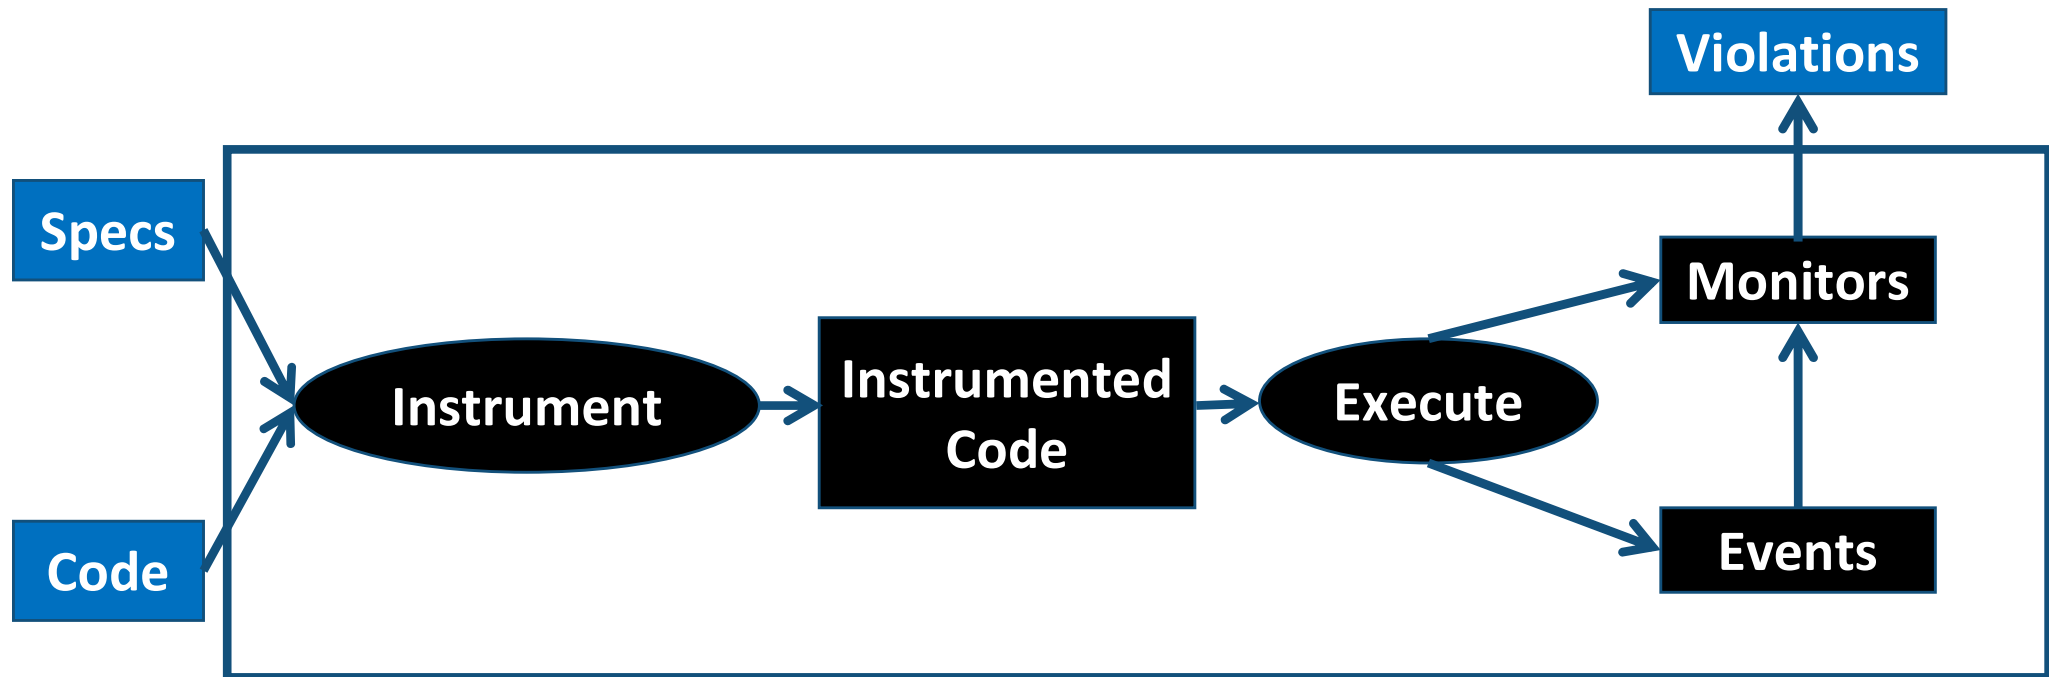 Violations
Specs
Monitors
Instrument
Instrumented
Code
Execute
Code
Events